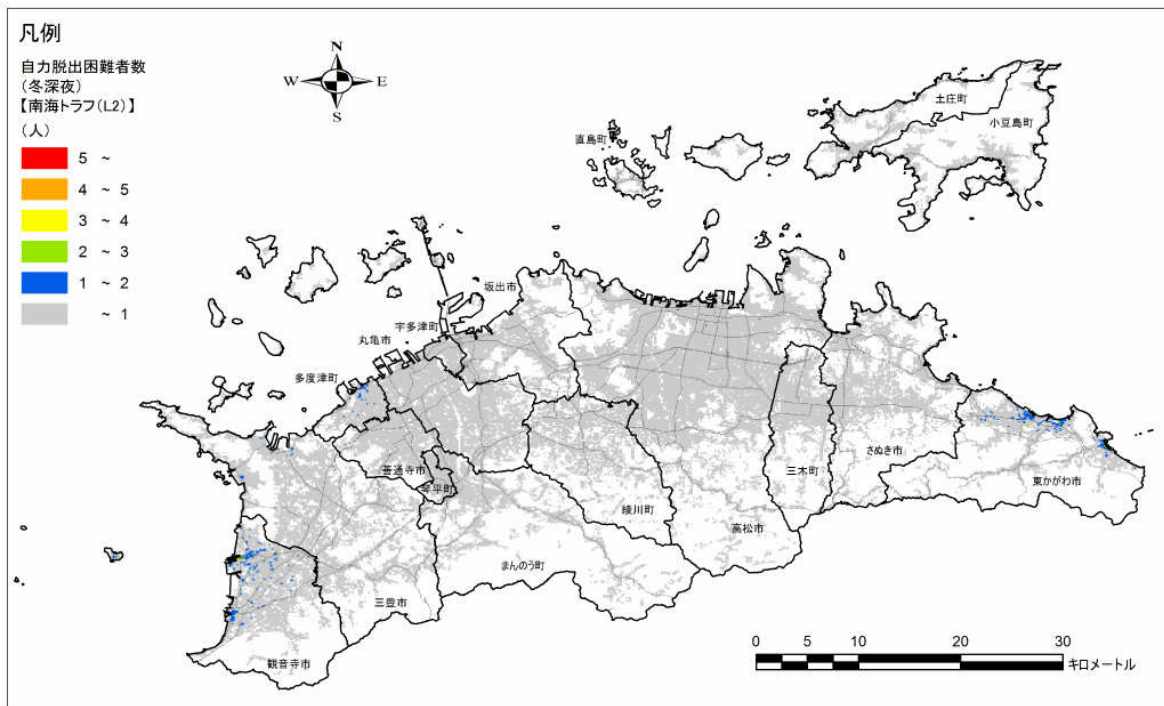 凡例
自力脱出困難者数
(冬深夜)
【南海トラフ(L2)】
(人)
5 ~
4 ~ 5
3 ~ 4
2 ~ 3
1 ~ 2
~ 1
N
W E
S
土庄町
小豆島町
直島町
坂出市
宇多津町
丸亀市
多度津町
善通寺市
琴平町
さぬき市
三木町
東かがわ市
綾川町
高松市
まんのう町
三豊市
観音寺市
0 5 10 20 30
キロメートル